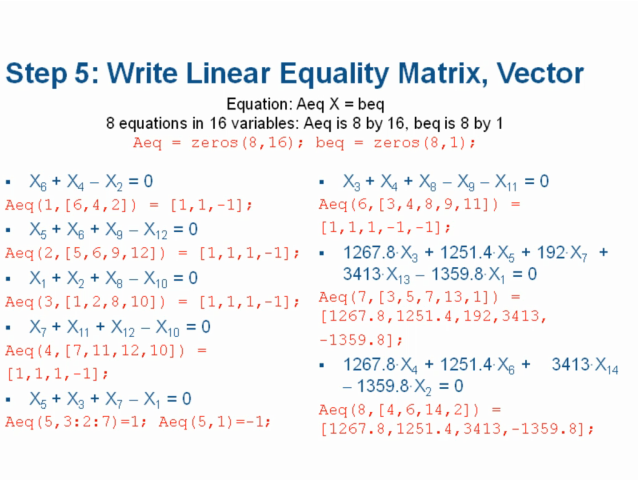 Step 5: Write Linear Equality Matrix, Vector
Equation: Aeq X = beq
8 equations in 16 variables: Aeq is 8 by 16, beq is 8 by 1
Aeq = zeros(8,16); beq = zeros(8,1);
▪ X₆ + X₄ – X₂ = 0
Aeq(1,[6,4,2]) = [1,1,-1];
▪ X₅ + X₆ + X₉ – X₁₂ = 0
Aeq(2,[5,6,9,12]) = [1,1,1,-1];
▪ X₁ + X₂ + X₈ – X₁₀ = 0
Aeq(3,[1,2,8,10]) = [1,1,1,-1];
▪ X₇ + X₁₁ + X₁₂ – X₁₀ = 0
Aeq(4,[7,11,12,10]) =
[1,1,1,-1];
▪ X₅ + X₃ + X₇ – X₁ = 0
Aeq(5,3:2:7)=1; Aeq(5,1)=-1;
▪ X₃ + X₄ + X₈ – X₉ – X₁₁ = 0
Aeq(6,[3,4,8,9,11]) =
[1,1,1,-1,-1];
▪ 1267.8·X₃ + 1251.4·X₅ + 192·X₇ +
3413·X₁₃ – 1359.8·X₁ = 0
Aeq(7,[3,5,7,13,1]) =
[1267.8,1251.4,192,3413,
-1359.8];
▪ 1267.8·X₄ + 1251.4·X₆ + 3413·X₁₄
– 1359.8·X₂ = 0
Aeq(8,[4,6,14,2]) =
[1267.8,1251.4,3413,-1359.8];